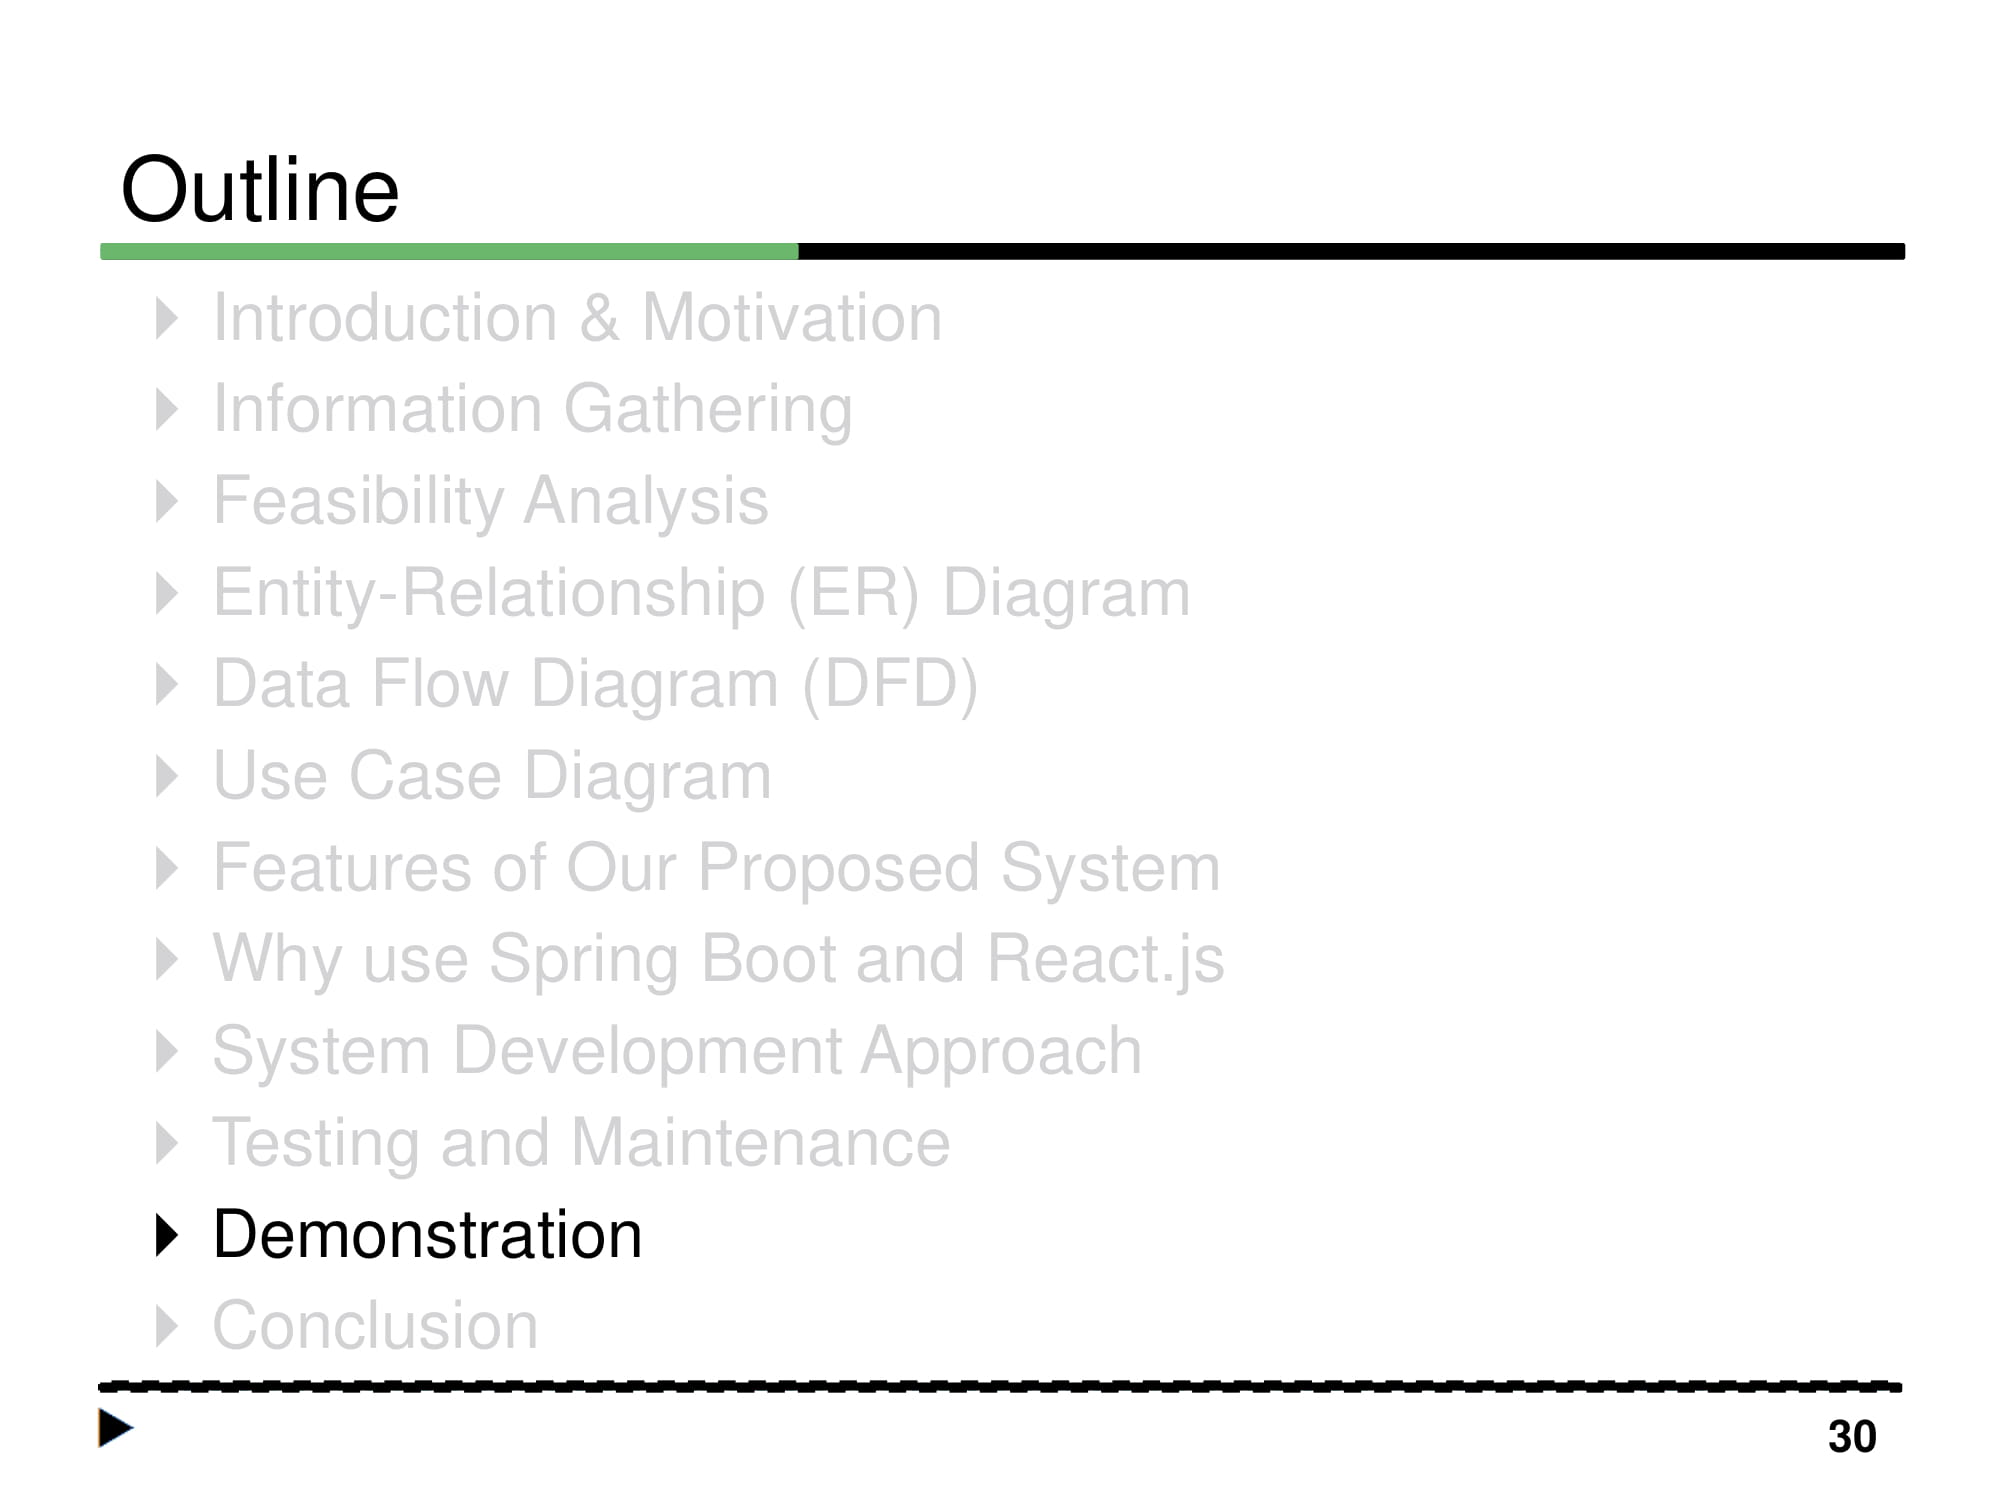 Outline
Introduction & Motivation
Information Gathering
Feasibility Analysis
Entity-Relationship (ER) Diagram
Data Flow Diagram (DFD)
Use Case Diagram
Features of Our Proposed System
Why use Spring Boot and React.js
System Development Approach
Testing and Maintenance
Demonstration
Conclusion
30